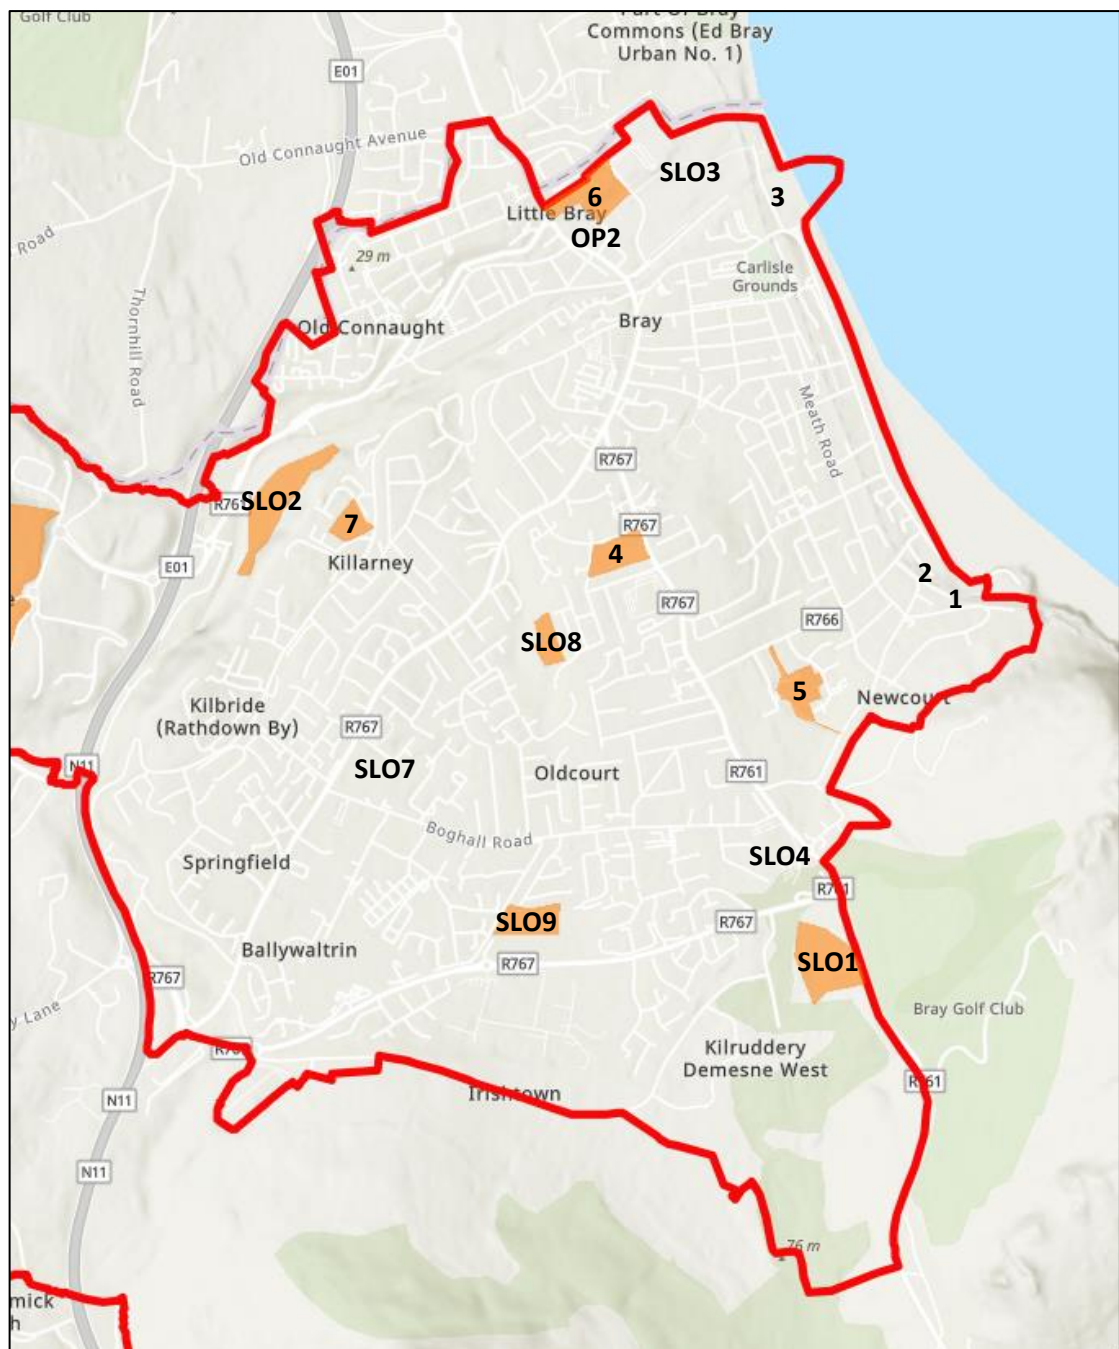 Golf Club
Commons (Ed Bray
Urban No. 1)
E01
Old Connaught Avenue
SLO3
6
3
Little Bray
OP2
Road
29 m
Carlisle
Grounds
Thornhill Road
Old Connaught
Bray
Meath Road
R767
SLO2
7
R767
4
Killarney
E01
2
1
R767
R766
SLO8
5
Newcourt
Kilbride
(Rathdown By)
R767
N11
SLO7
Oldcourt
R761
Boghall Road
Springfield
SLO4
R761
SLO9
R767
Ballywaltrin
R767
SLO1
R767
Lane
Bray Golf Club
Kilruddery
Demesne West
R761
Irishtown
N11
N11
76 m